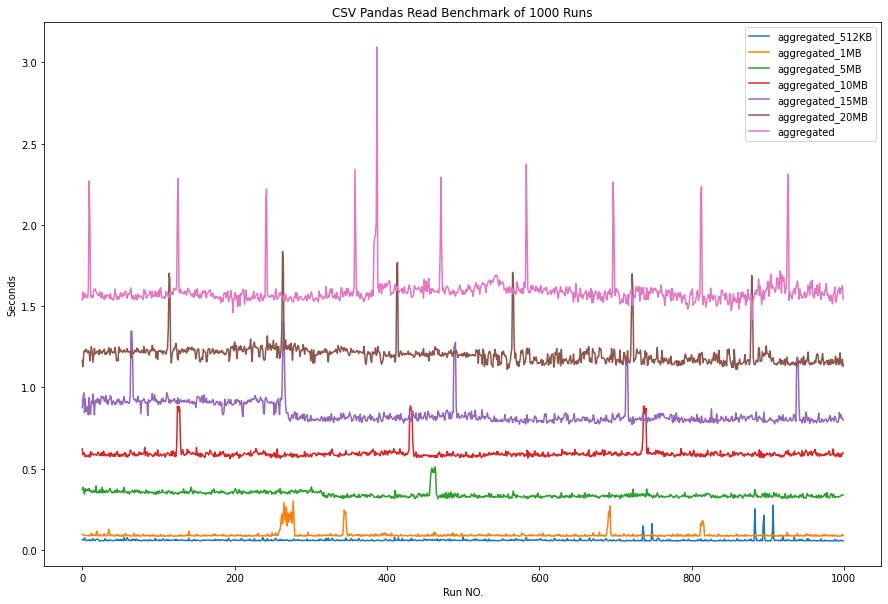 CSV Pandas Read Benchmark of 1000 Runs
aggregated_512KB
aggregated_1MB
aggregated_5MB
aggregated_10MB
aggregated_15MB
aggregated_20MB
aggregated
3.0
2.5
2.0
1.5
1.0
0.5
0.0
Seconds
0 200 400 600 800 1000
Run NO.